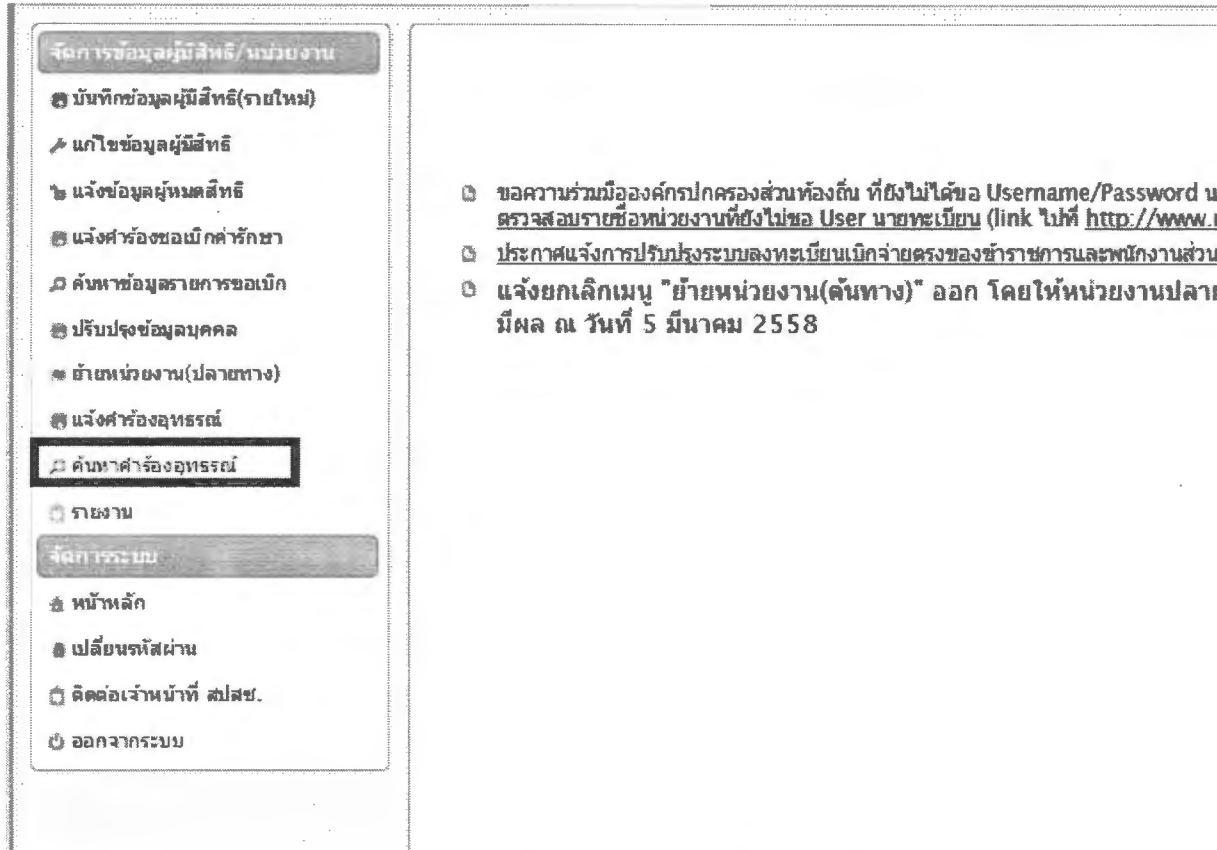 จัดการข้อมูลผู้มีสิทธิ/หน่วยงาน
บันทึกข้อมูลผู้มีสิทธิ(รายใหม่)
แก้ไขข้อมูลผู้มีสิทธิ
แจ้งข้อมูลผู้หมดสิทธิ
แจ้งคำร้องขอเบิกค่ารักษา
ค้นหาข้อมูลรายการขอเบิก
ปรับปรุงข้อมูลบุคคล
ย้ายหน่วยงาน(ปลายทาง)
แจ้งคำร้องอุทธรณ์
ค้นหาคำร้องอุทธรณ์
รายงาน
จัดการระบบ
หน้าหลัก
เปลี่ยนรหัสผ่าน
ติดต่อเจ้าหน้าที่ สปสช.
ออกจากระบบ
ขอความร่วมมือองค์กรปกครองส่วนท้องถิ่น ที่ยังไม่ได้ขอ Username/Password น
ตรวจสอบรายชื่อหน่วยงานที่ยังไม่ขอ User นายทะเบียน (link ไปที่ http://www.
ประกาศแจ้งการปรับปรุงระบบลงทะเบียนเบิกจ่ายตรงของข้าราชการและพนักงานส่วน
แจ้งยกเลิกเมนู "ย้ายหน่วยงาน(ต้นทาง)" ออก โดยให้หน่วยงานปลาย
มีผล ณ วันที่ 5 มีนาคม 2558